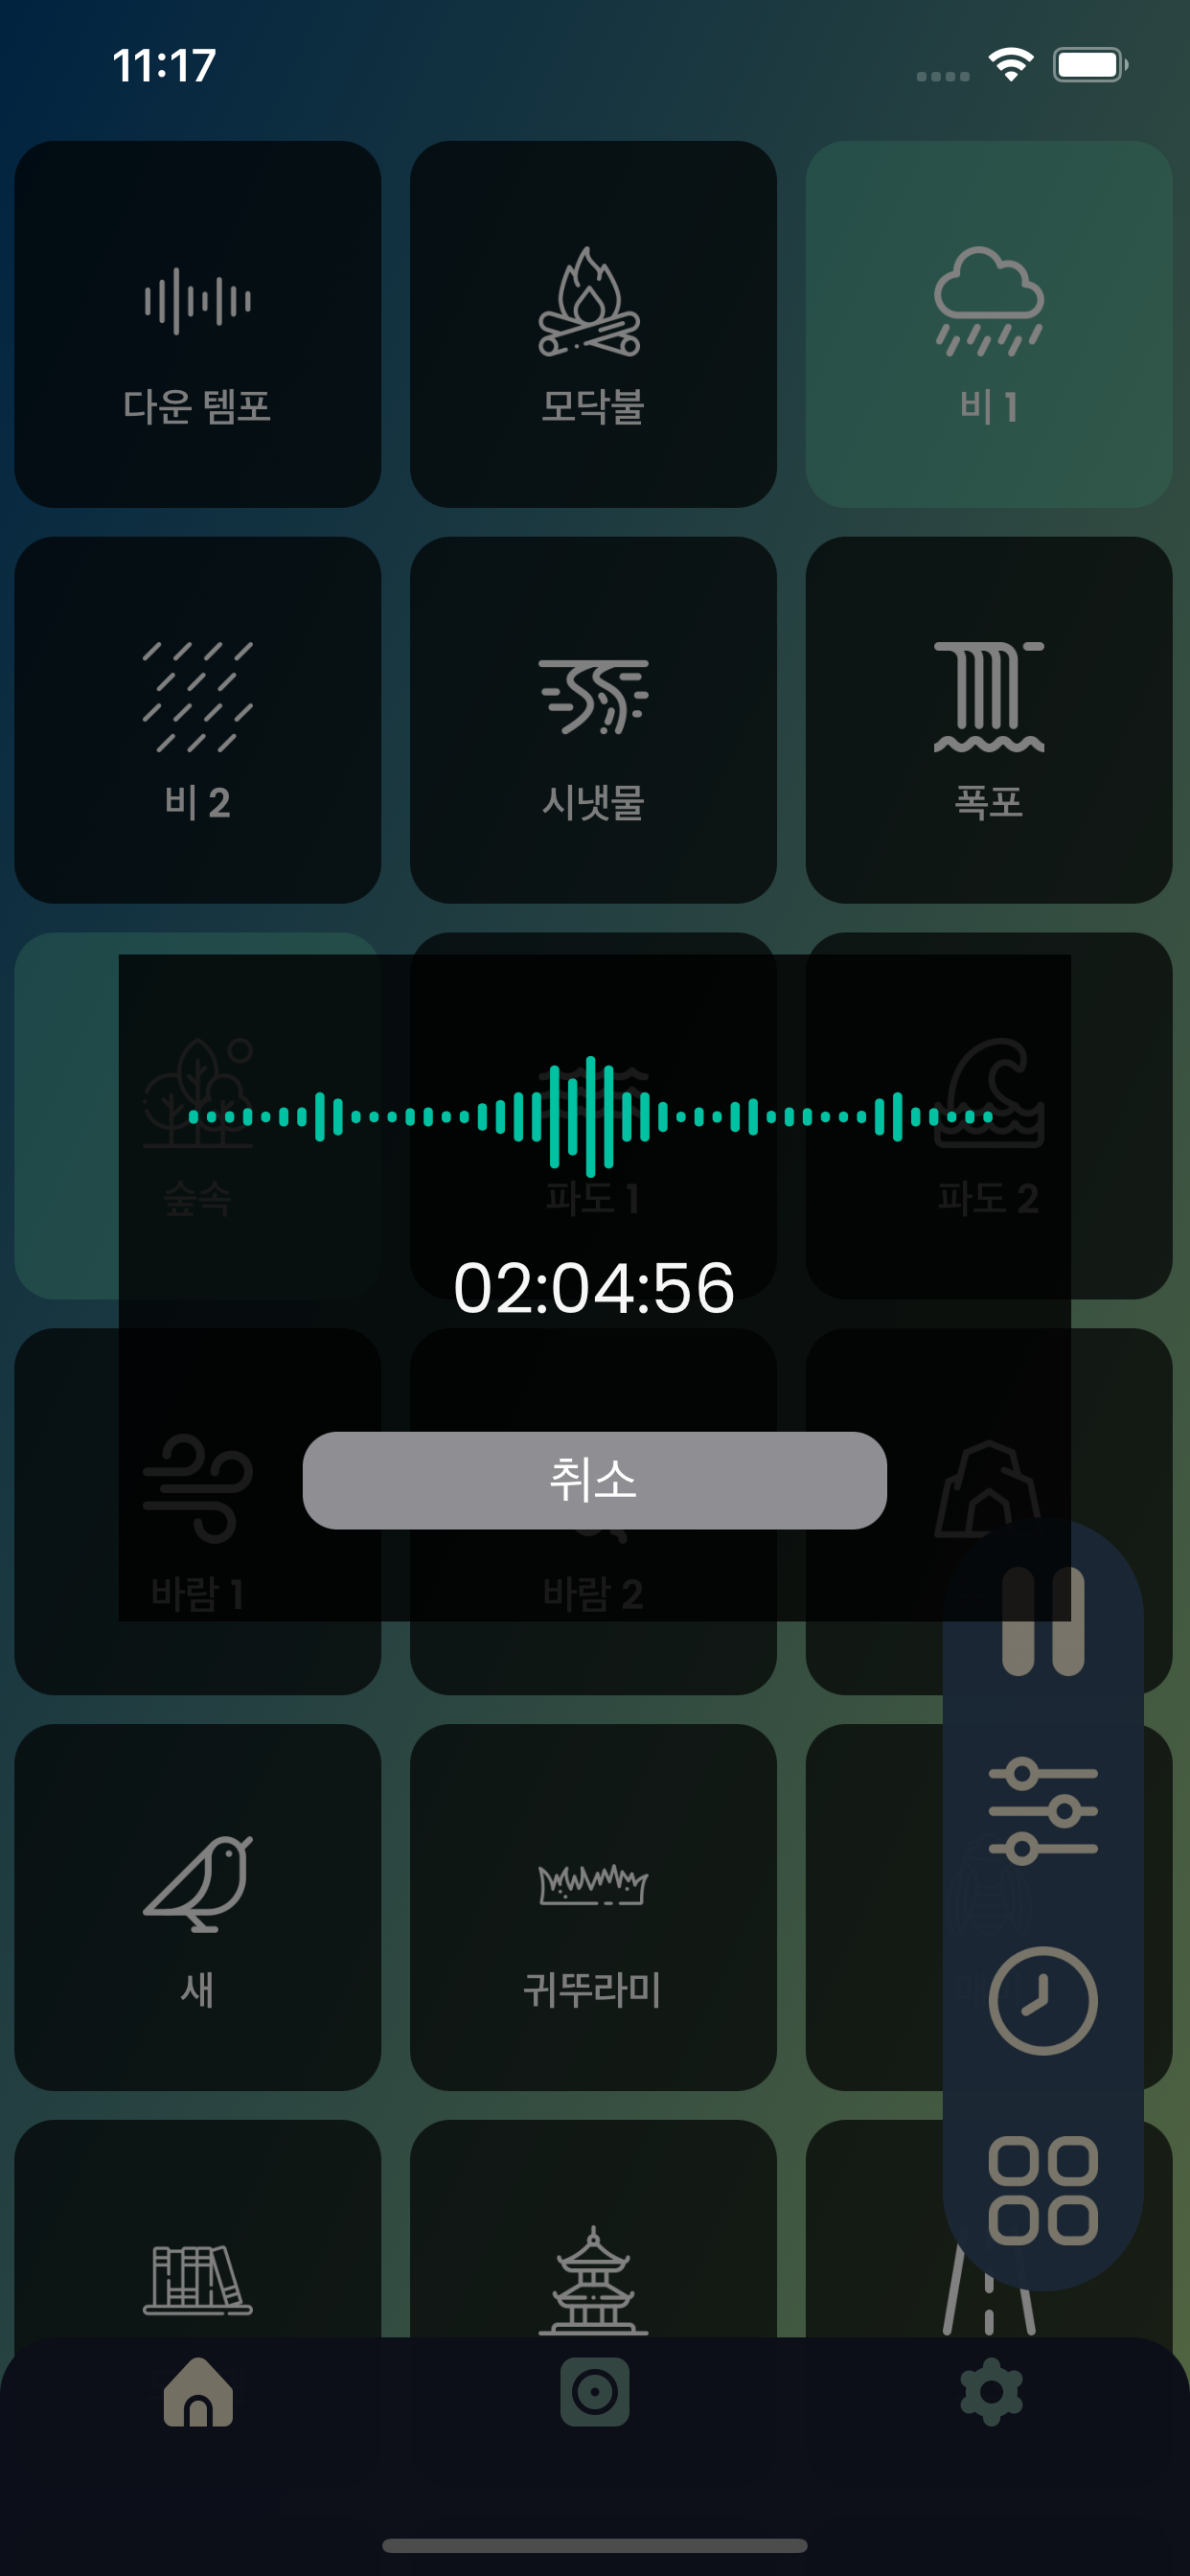 11:17
다운 템포
모닥불
비 1
비 2
시냇물
폭포
숲속
파도 1
파도 2
02:04:56
취소
바람 1
바람 2
새
귀뚜라미